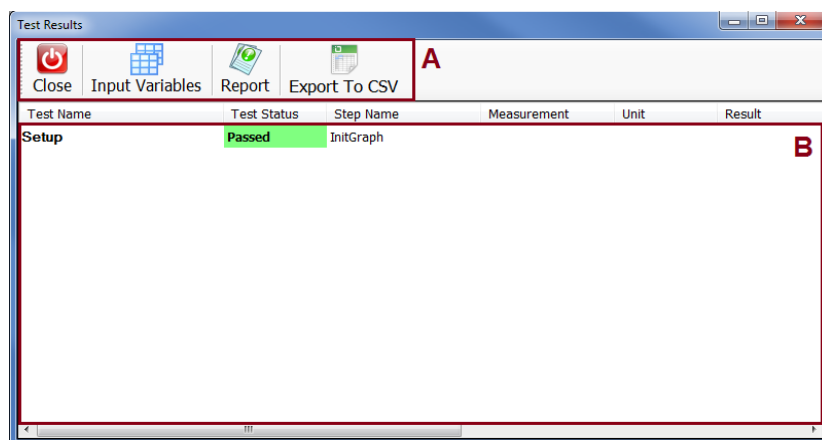 Test Results
Close Input Variables Report Export To CSV A
Test Name Test Status Step Name Measurement Unit Result
Setup Passed InitGraph B